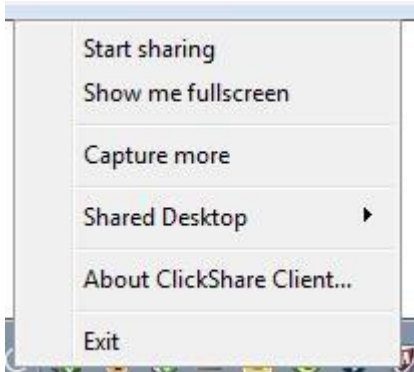 Start sharing
Show me fullscreen
Capture more
Shared Desktop
About ClickShare Client...
Exit